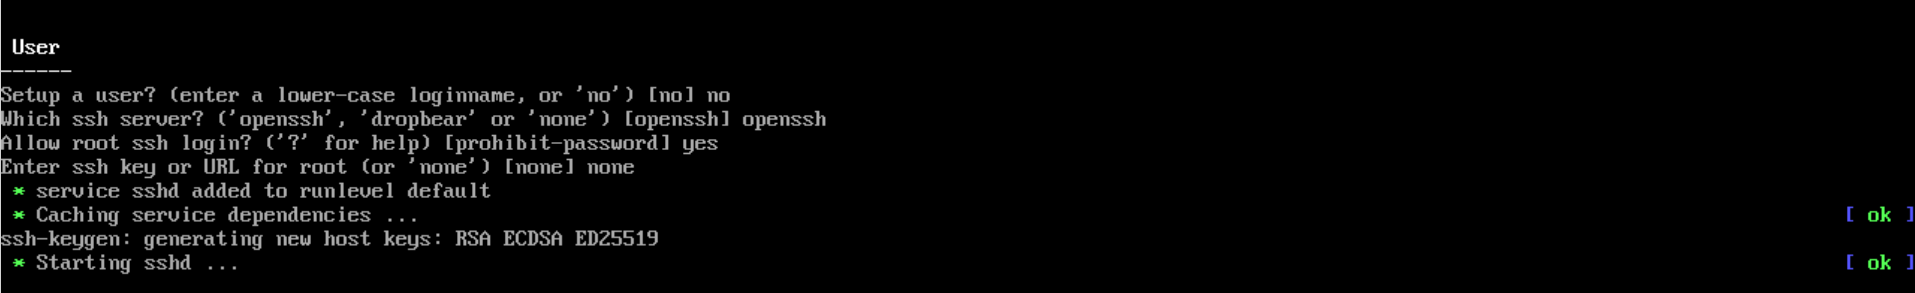 User
------
Setup a user? (enter a lower-case loginname, or 'no') [no] no
Which ssh server? ('openssh', 'dropbear' or 'none') [openssh] openssh
Allow root ssh login? ('?' for help) [prohibit-password] yes
Enter ssh key or URL for root (or 'none') [none] none
* service sshd added to runlevel default
* Caching service dependencies ... [ ok ]
ssh-keygen: generating new host keys: RSA ECDSA ED25519
* Starting sshd ... [ ok ]